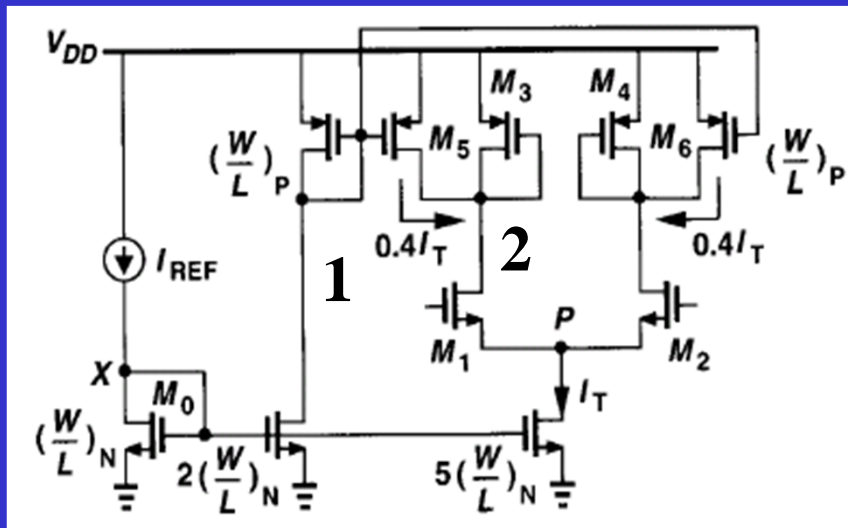 V_DD
M_3
M_4
(W/L)_P
M_5
M_6
(W/L)_P
0.4I_T
2
0.4I_T
I_REF
1
P
M_1
M_2
X
M_0
I_T
(W/L)_N
2(W/L)_N
5(W/L)_N